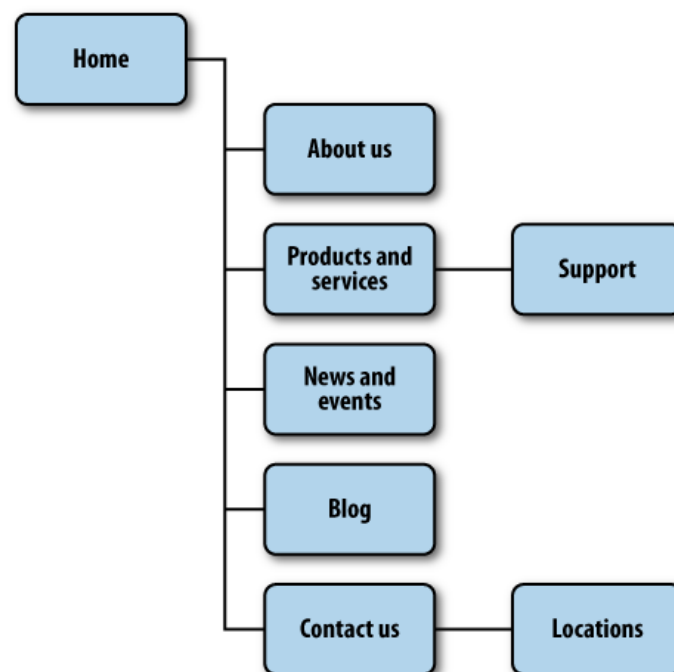 Home
About us
Products and
services
Support
News and
events
Blog
Contact us
Locations